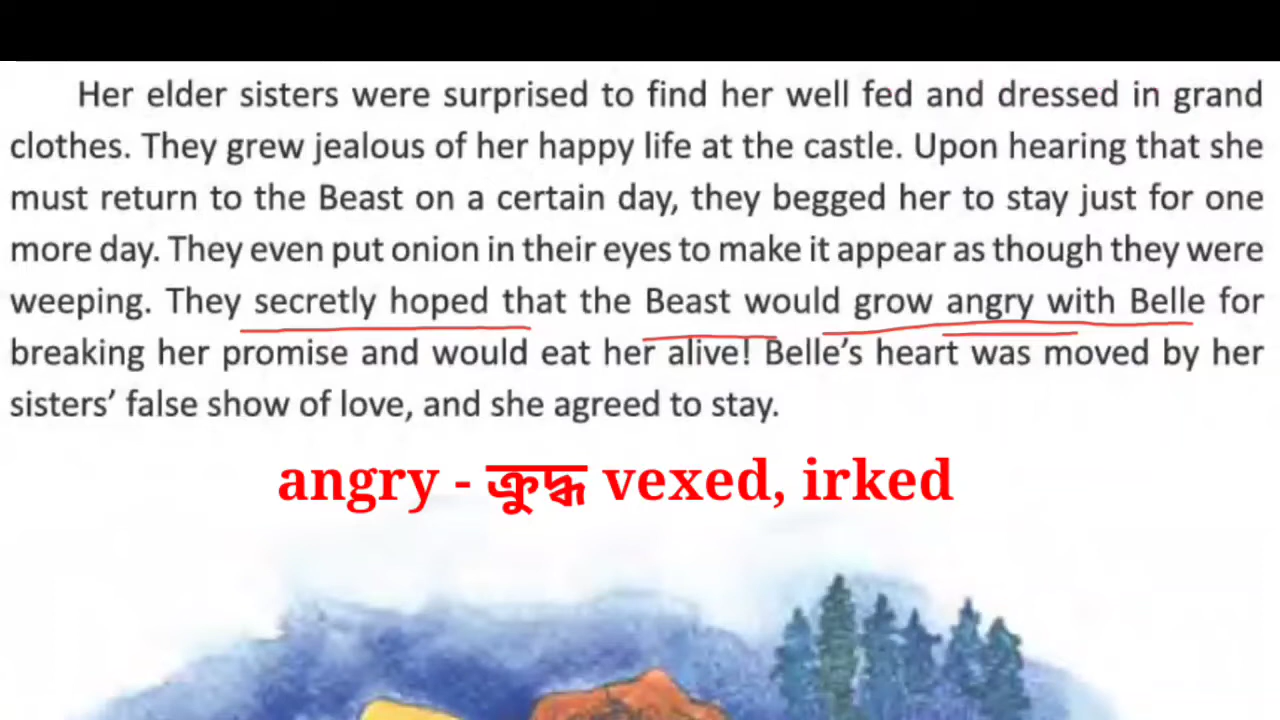 Her elder sisters were surprised to find her well fed and dressed in grand
clothes. They grew jealous of her happy life at the castle. Upon hearing that she
must return to the Beast on a certain day, they begged her to stay just for one
more day. They even put onion in their eyes to make it appear as though they were
weeping. They secretly hoped that the Beast would grow angry with Belle for
breaking her promise and would eat her alive! Belle’s heart was moved by her
sisters’ false show of love, and she agreed to stay.
angry - ক্রুদ্ধ vexed, irked